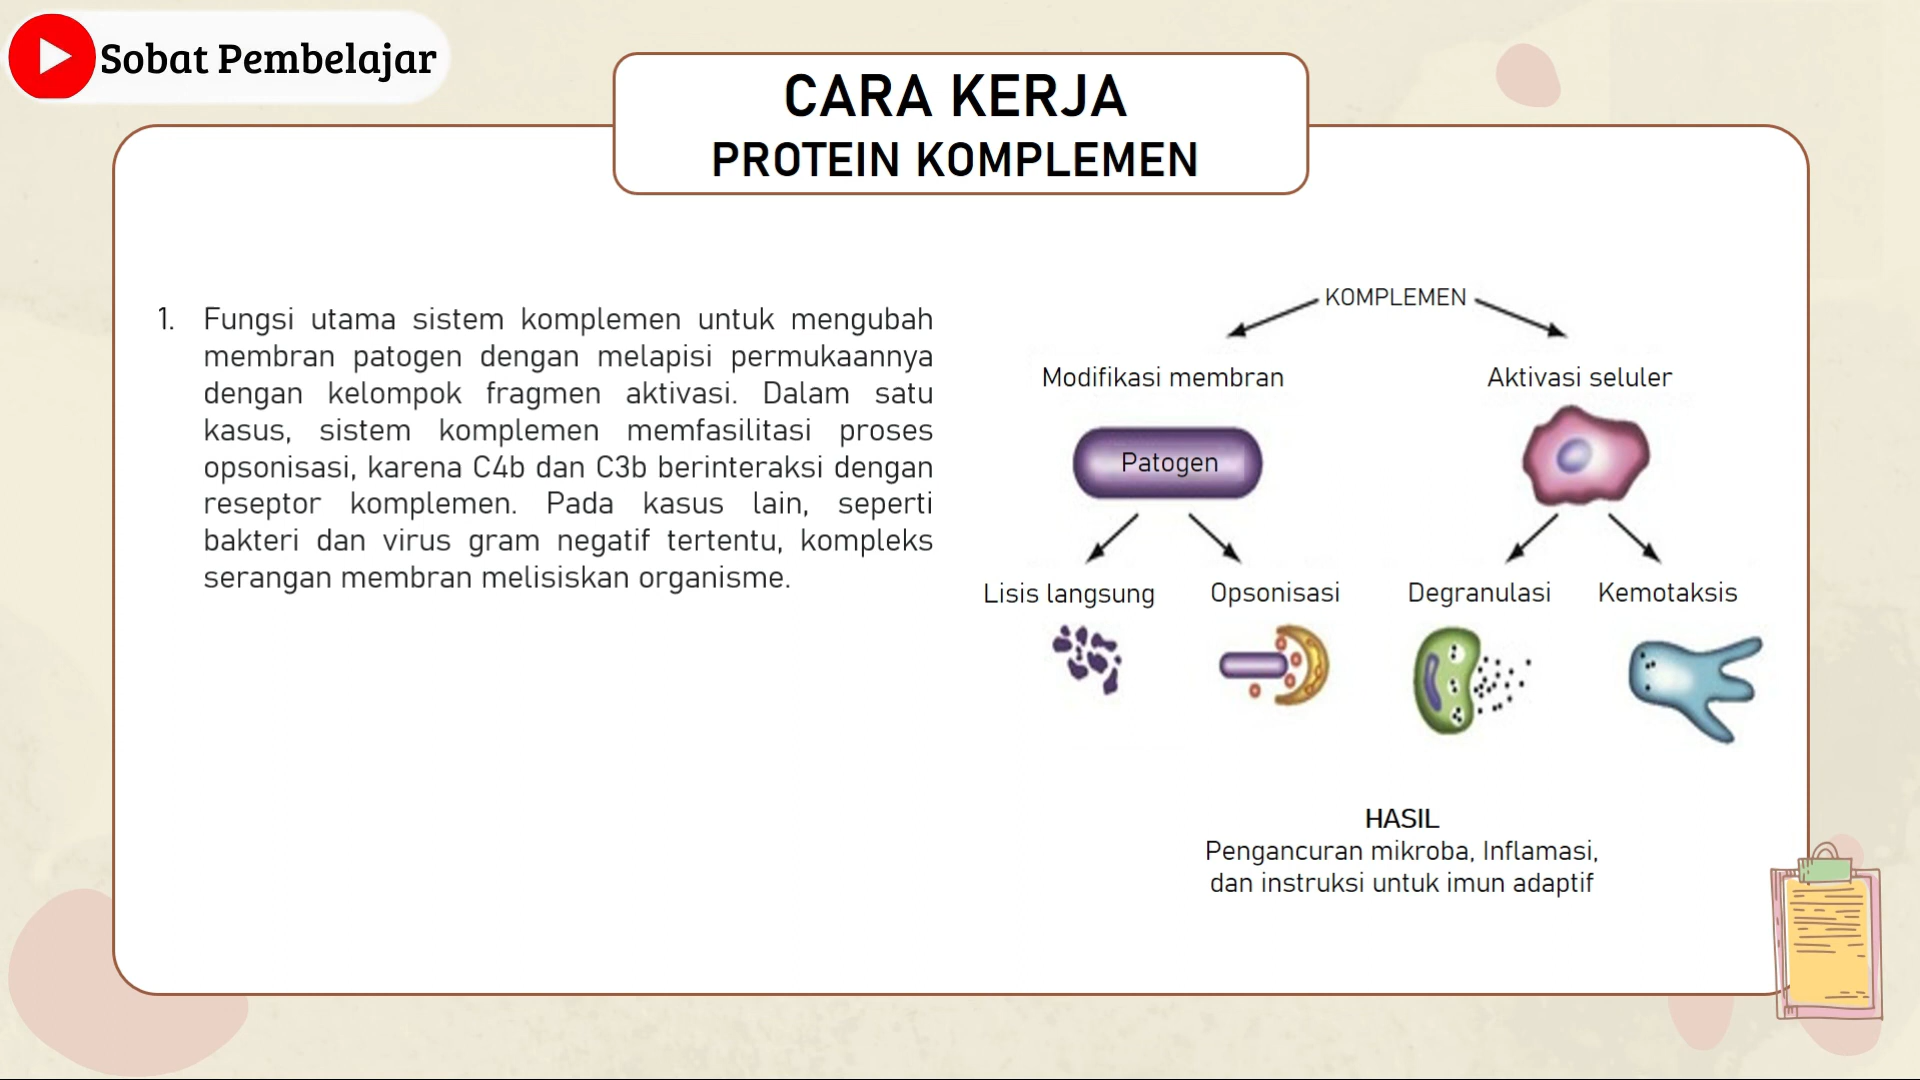 Sobat Pembelajar
CARA KERJA
PROTEIN KOMPLEMEN
1. Fungsi utama sistem komplemen untuk mengubah
membran patogen dengan melapisi permukaannya
dengan kelompok fragmen aktivasi. Dalam satu
kasus, sistem komplemen memfasilitasi proses
opsonisasi, karena C4b dan C3b berinteraksi dengan
reseptor komplemen. Pada kasus lain, seperti
bakteri dan virus gram negatif tertentu, kompleks
serangan membran melisiskan organisme.
KOMPLEMEN
Modifikasi membran
Aktivasi seluler
Patogen
Lisis langsung
Opsonisasi
Degranulasi
Kemotaksis
HASIL
Pengancuran mikroba, Inflamasi,
dan instruksi untuk imun adaptif